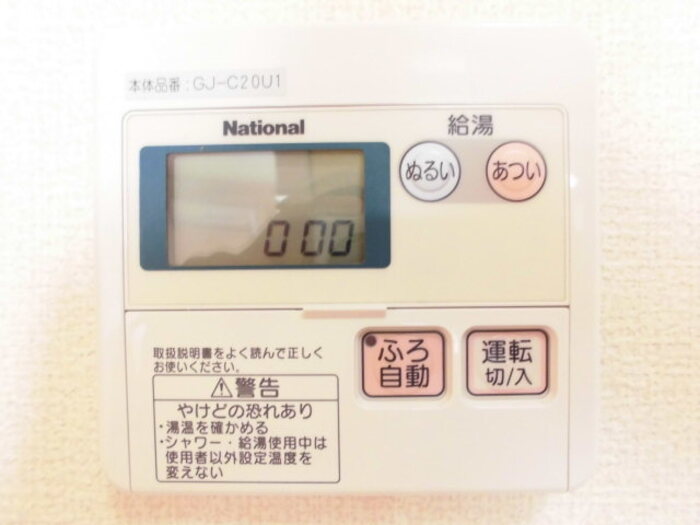 本体品番:GJ-C20U1
National
給湯
ぬるい
あつい
0 00
ふろ
自動
運転
切/入
取扱説明書をよく読んで正しく
お使いください。
⚠警告
やけどの恐れあり
・湯温を確かめる
・シャワー・給湯使用中は
使用者以外設定温度を
変えない